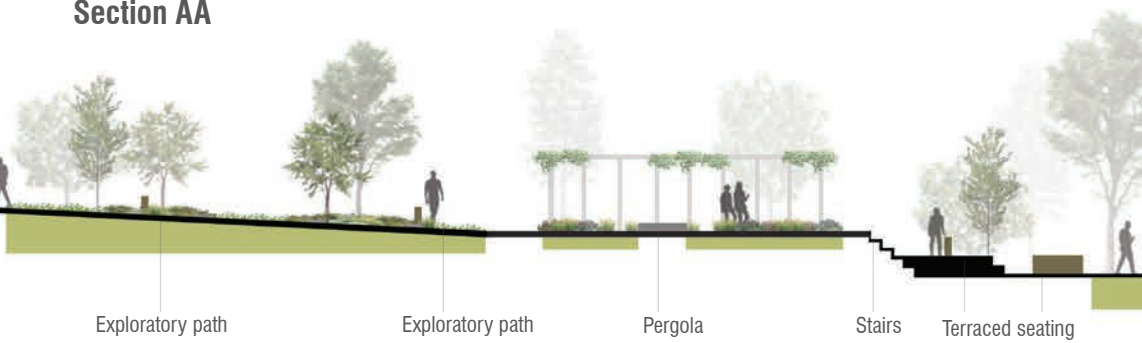 Section AA
Exploratory path
Exploratory path
Pergola
Stairs
Terraced seating